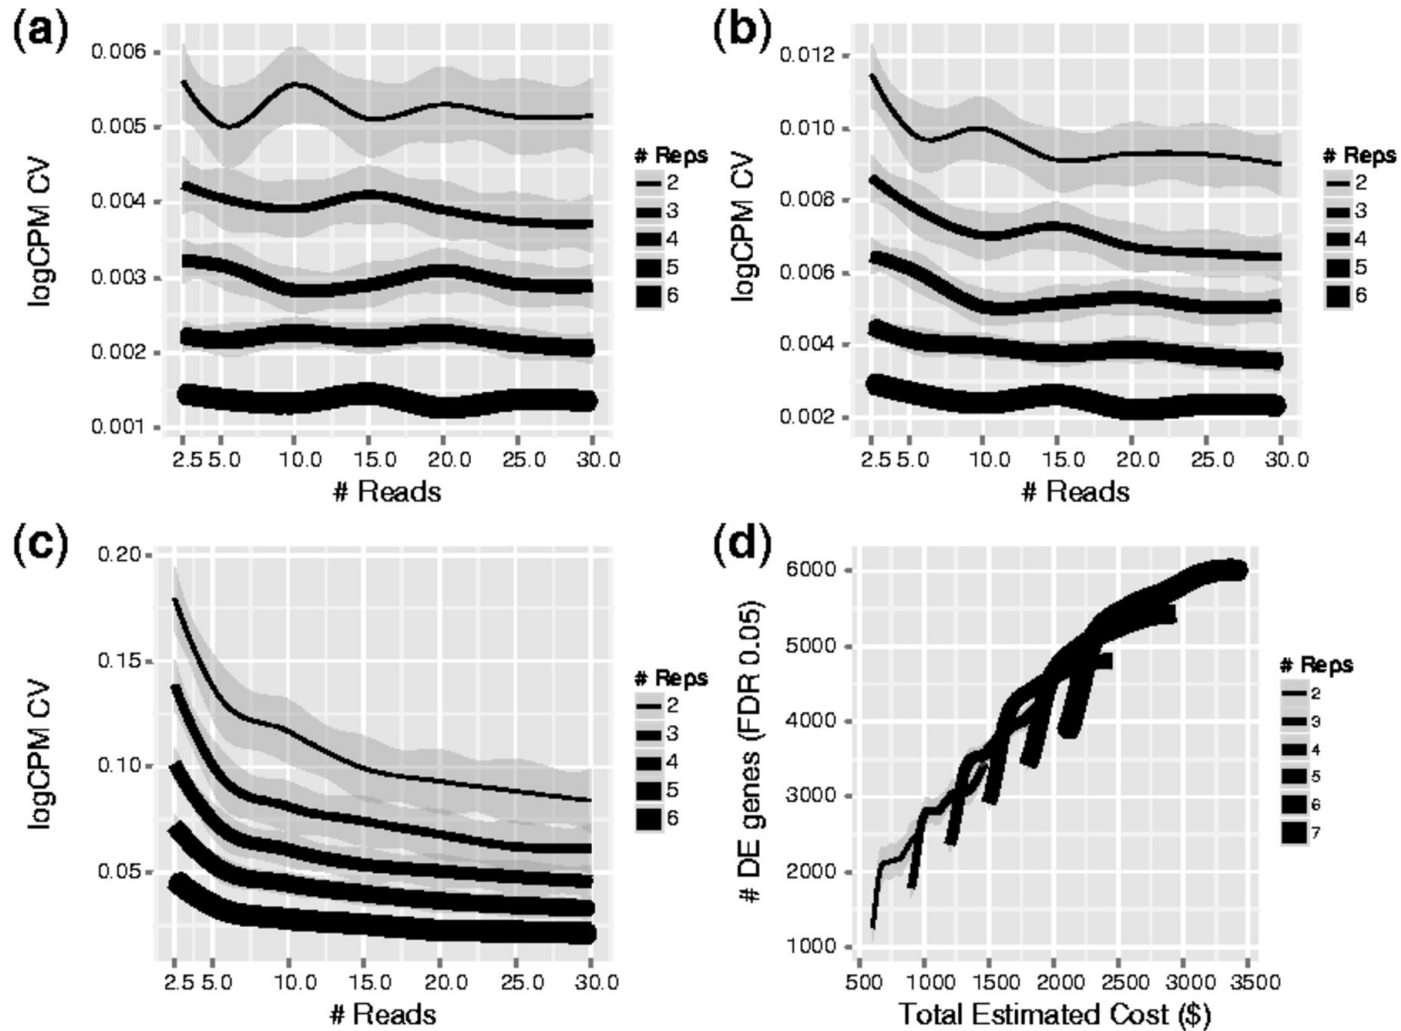 (a)
0.006
0.005
0.004
0.003
0.002
0.001
logCPM CV
2.5 5.0 10.0 15.0 20.0 25.0 30.0
# Reads
# Reps
2
3
4
5
6
(b)
0.012
0.010
0.008
0.006
0.004
0.002
logCPM CV
2.5 5.0 10.0 15.0 20.0 25.0 30.0
# Reads
# Reps
2
3
4
5
6
(c)
0.20
0.15
0.10
0.05
logCPM CV
2.5 5.0 10.0 15.0 20.0 25.0 30.0
# Reads
# Reps
2
3
4
5
6
(d)
6000
5000
4000
3000
2000
1000
# DE genes (FDR 0.05)
500 1000 1500 2000 2500 3000 3500
Total Estimated Cost ($)
# Reps
2
3
4
5
6
7